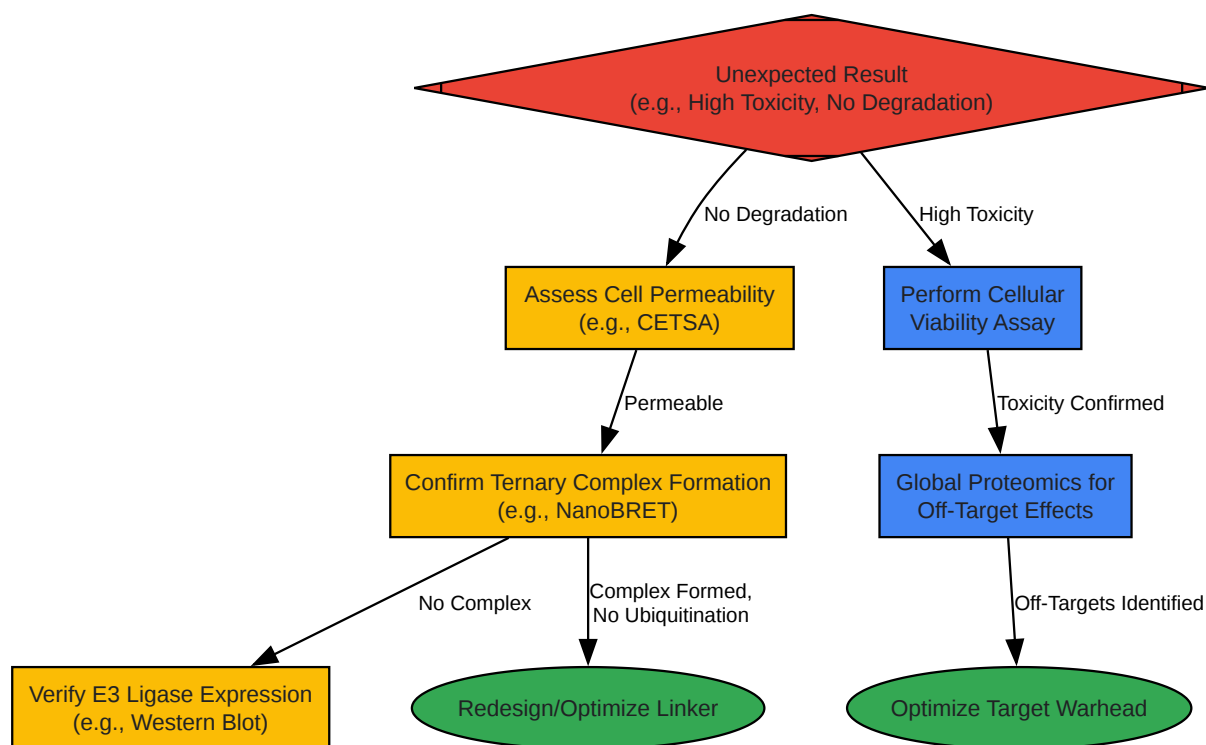 Unexpected Result
(e.g., High Toxicity, No Degradation)
No Degradation
High Toxicity
Assess Cell Permeability
(e.g., CETSA)
Perform Cellular
Viability Assay
Permeable
Toxicity Confirmed
Confirm Ternary Complex Formation
(e.g., NanoBRET)
Global Proteomics for
Off-Target Effects
No Complex
Complex Formed,
No Ubiquitination
Off-Targets Identified
Verify E3 Ligase Expression
(e.g., Western Blot)
Redesign/Optimize Linker
Optimize Target Warhead